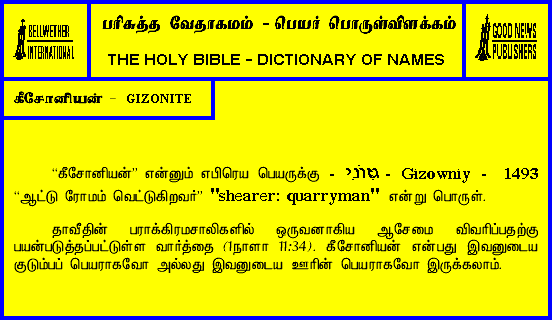 BELLWETHER
INTERNATIONAL
பரிசுத்த வேதாகமம் - பெயர் பொருள்விளக்கம்
THE HOLY BIBLE - DICTIONARY OF NAMES
GOOD NEWS
PUBLISHERS
கீசோனியன் - GIZONITE
“கீசோனியன்” என்னும் எபிரெய பெயருக்கு - - Gizowniy - 1493
“ஆட்டு ரோமம் வெட்டுகிறவர்” "shearer: quarryman" என்று பொருள்.
தாவீதின் பராக்கிரமசாலிகளில் ஒருவனாகிய ஆசேமை விவரிப்பதற்கு
பயன்படுத்தப்பட்டுள்ள வார்த்தை (1நாளா 11:34). கீசோனியன் என்பது இவனுடைய
குடும்பப் பெயராகவோ அல்லது இவனுடைய ஊரின் பெயராகவோ இருக்கலாம்.